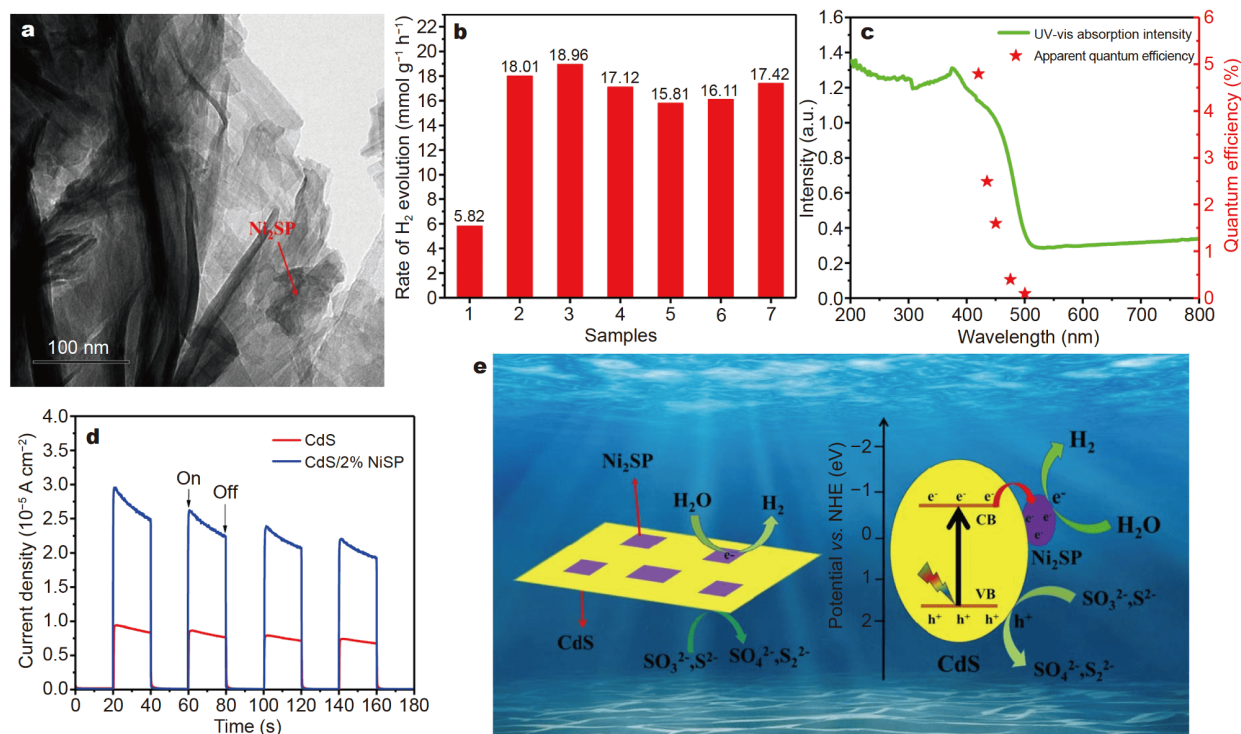 a
Ni₂SP
100 nm
b
Rate of H₂ evolution (mmol g⁻¹ h⁻¹)
22
20
18
16
14
12
10
8
6
4
2
0
5.82
18.01
18.96
17.12
15.81
16.11
17.42
1 2 3 4 5 6 7
Samples
c
UV-vis absorption intensity
Apparent quantum efficiency
Intensity (a.u.)
1.6
1.4
1.2
1.0
0.8
0.6
0.4
0.2
0.0
Quantum efficiency (%)
6
5
4
3
2
1
0
200 300 400 500 600 700 800
Wavelength (nm)
d
CdS
CdS/2% NiSP
On
Off
Current density (10⁻⁵ A cm⁻²)
4.0
3.5
3.0
2.5
2.0
1.5
1.0
0.5
0.0
0 20 40 60 80 100 120 140 160 180
Time (s)
e
Ni₂SP
H₂O
H₂
e-
CdS
SO₃²⁻,S²⁻
SO₄²⁻,S₂²⁻
Potential vs. NHE (eV)
−2
−1
0
1
2
H₂
e⁻ e⁻ e⁻
CB
e⁻
e⁻ e⁻
e⁻
H₂O
Ni₂SP
VB
h⁺ h⁺ h⁺
h⁺
SO₃²⁻,S²⁻
CdS
SO₄²⁻,S₂²⁻